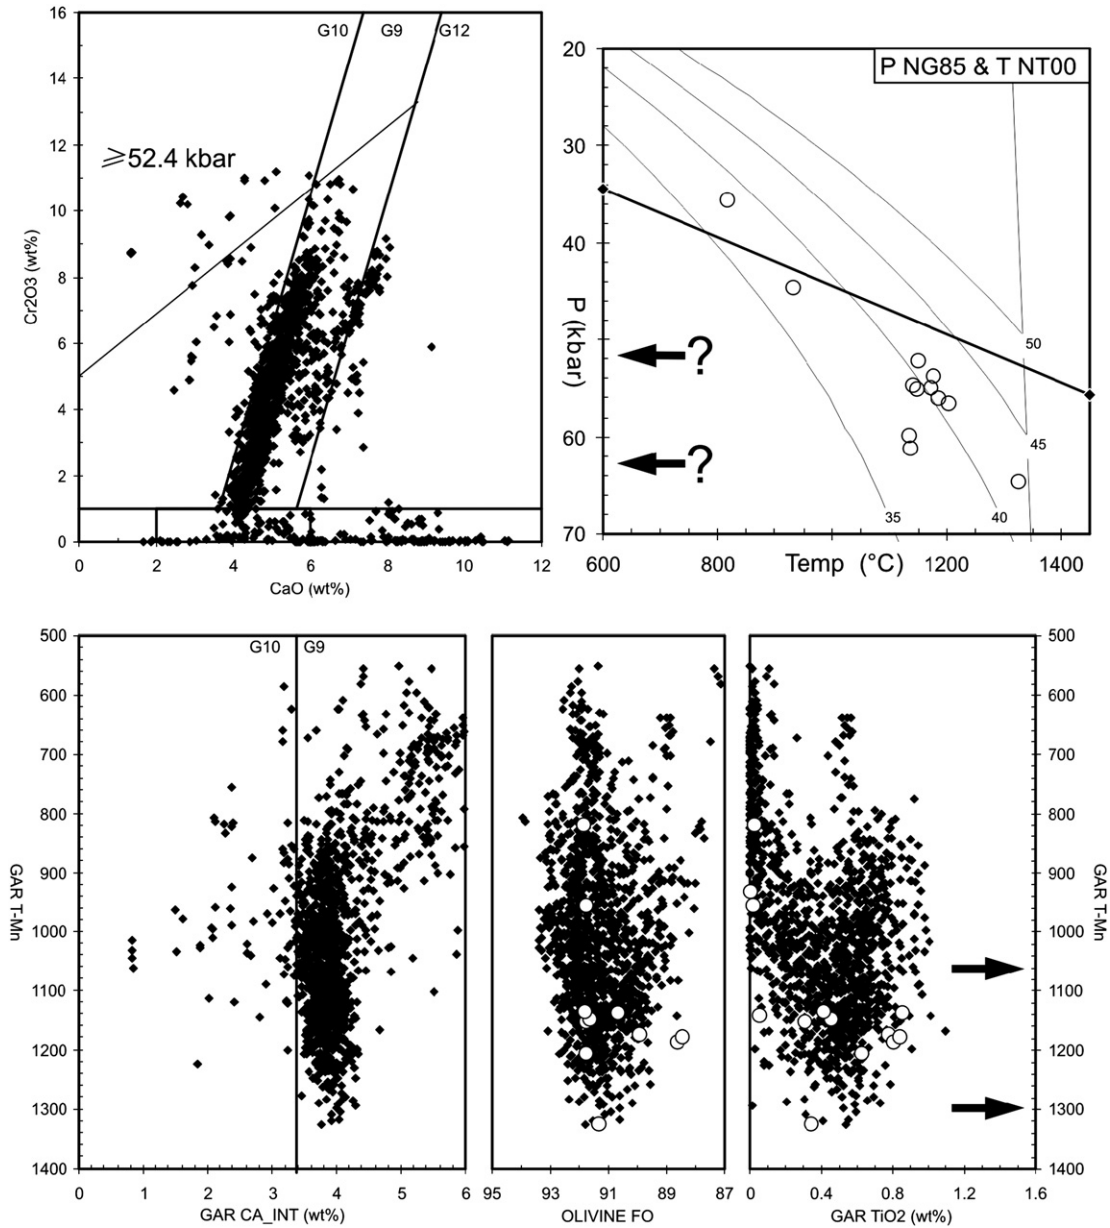 16
14
12
10
8
6
4
2
0
Cr2O3 (wt%)
G10 G9 G12
⩾52.4 kbar
0 2 4 6 8 10 12
CaO (wt%)
P NG85 & T NT00
20
30
40
60
70
P (kbar)
?
?
50
45
40
35
600 800 1200 1400
Temp (°C)
500
600
700
800
900
1000
1100
1200
1300
1400
GAR T-Mn
G10 G9
0 1 2 3 4 5 6
GAR CA_INT (wt%)
95 93 91 89 87
OLIVINE FO
0 0.4 0.8 1.2 1.6
GAR TiO2 (wt%)
500
600
700
800
900
1000
1100
1200
1300
1400
GAR T-Mn